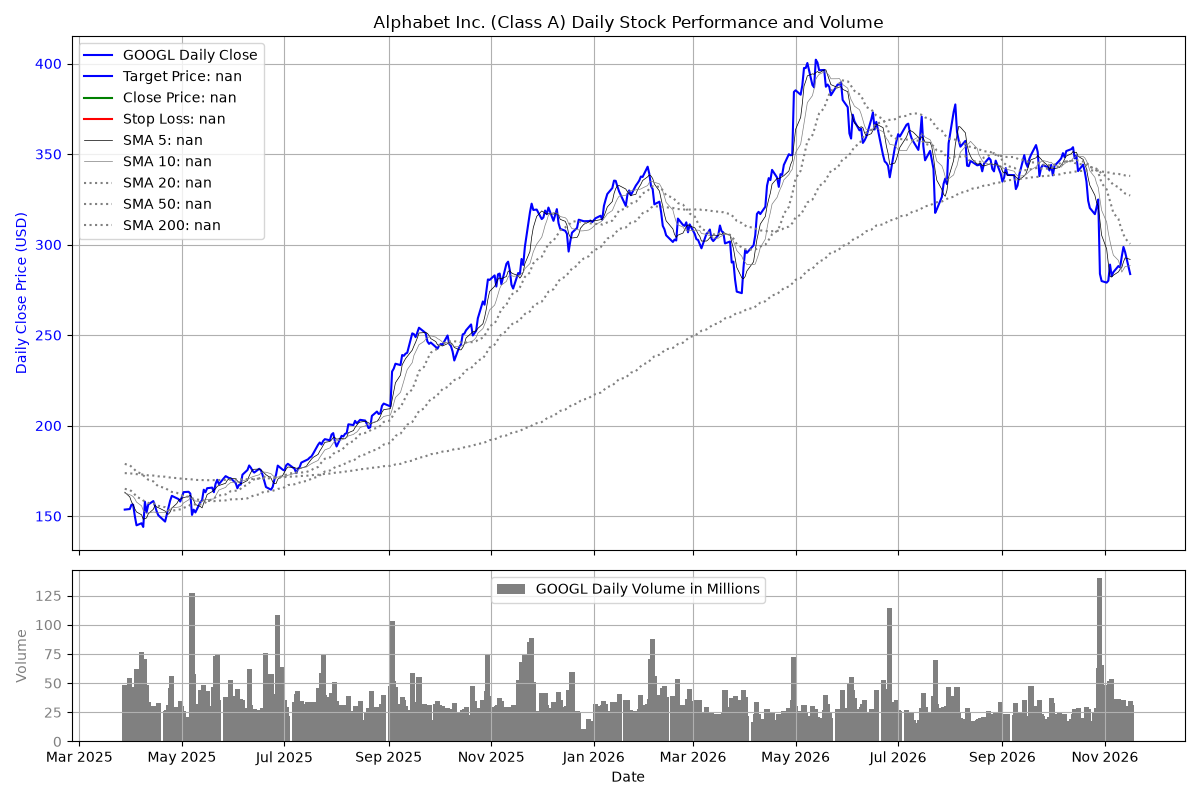 Alphabet Inc. (Class A) Daily Stock Performance and Volume
GOOGL Daily Close
Target Price: nan
Close Price: nan
Stop Loss: nan
SMA 5: nan
SMA 10: nan
SMA 20: nan
SMA 50: nan
SMA 200: nan
Daily Close Price (USD)
400
350
300
250
200
150
GOOGL Daily Volume in Millions
Volume
125
100
75
50
25
0
Mar 2025 May 2025 Jul 2025 Sep 2025 Nov 2025 Jan 2026 Mar 2026 May 2026 Jul 2026 Sep 2026 Nov 2026
Date